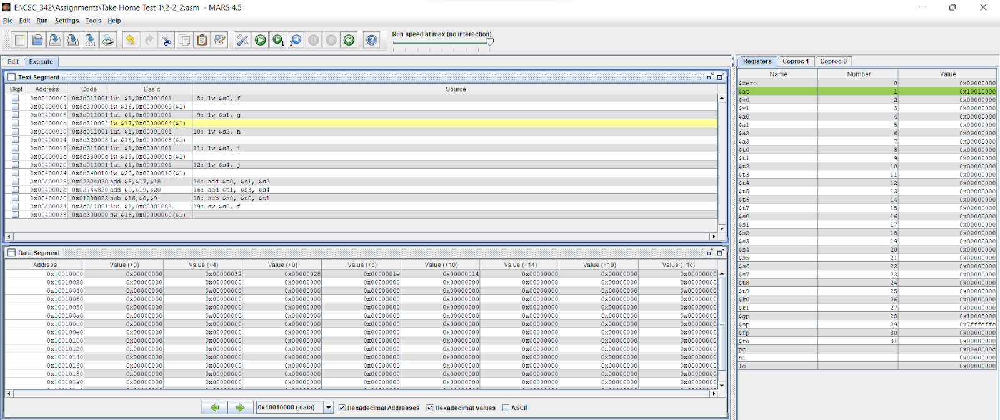 E:\CSC_342\Assignments\Take Home Test 1\2-2_2.asm - MARS 4.5
File Edit Run Settings Tools Help
Run speed at max (no interaction)
Edit Execute
Text Segment
Bkpt Address Code Basic Source
0x00400000 0x3c011001 lui $1,0x00001001 8: lw $s0, f
0x00400004 0x8c300000 lw $16,0x00000000($1)
0x00400008 0x3c011001 lui $1,0x00001001 9: lw $s1, g
0x0040000c 0x8c310004 lw $17,0x00000004($1)
0x00400010 0x3c011001 lui $1,0x00001001 10: lw $s2, h
0x00400014 0x8c320008 lw $18,0x00000008($1)
0x00400018 0x3c011001 lui $1,0x00001001 11: lw $s3, i
0x0040001c 0x8c33000c lw $19,0x0000000c($1)
0x00400020 0x3c011001 lui $1,0x00001001 12: lw $s4, j
0x00400024 0x8c340010 lw $20,0x00000010($1)
0x00400028 0x02324020 add $8,$17,$18 14: add $t0, $s1, $s2
0x0040002c 0x02744820 add $9,$19,$20 16: add $t1, $s3, $s4
0x00400030 0x01098022 sub $16,$8,$9 18: sub $s0, $t0, $t1
0x00400034 0x3c011001 lui $1,0x00001001 19: sw $s0, f
0x00400038 0xac300000 sw $16,0x00000000($1)
Data Segment
Address Value (+0) Value (+4) Value (+8) Value (+c) Value (+10) Value (+14) Value (+18) Value (+1c)
0x10010000 0x00000000 0x00000032 0x00000028 0x0000001e 0x00000014 0x00000000 0x00000000 0x00000000
0x10010020 0x00000000 0x00000000 0x00000000 0x00000000 0x00000000 0x00000000 0x00000000 0x00000000
0x10010040 0x00000000 0x00000000 0x00000000 0x00000000 0x00000000 0x00000000 0x00000000 0x00000000
0x10010060 0x00000000 0x00000000 0x00000000 0x00000000 0x00000000 0x00000000 0x00000000 0x00000000
0x10010080 0x00000000 0x00000000 0x00000000 0x00000000 0x00000000 0x00000000 0x00000000 0x00000000
0x100100a0 0x00000000 0x00000000 0x00000000 0x00000000 0x00000000 0x00000000 0x00000000 0x00000000
0x100100c0 0x00000000 0x00000000 0x00000000 0x00000000 0x00000000 0x00000000 0x00000000 0x00000000
0x100100e0 0x00000000 0x00000000 0x00000000 0x00000000 0x00000000 0x00000000 0x00000000 0x00000000
0x10010100 0x00000000 0x00000000 0x00000000 0x00000000 0x00000000 0x00000000 0x00000000 0x00000000
0x10010120 0x00000000 0x00000000 0x00000000 0x00000000 0x00000000 0x00000000 0x00000000 0x00000000
0x10010140 0x00000000 0x00000000 0x00000000 0x00000000 0x00000000 0x00000000 0x00000000 0x00000000
0x10010160 0x00000000 0x00000000 0x00000000 0x00000000 0x00000000 0x00000000 0x00000000 0x00000000
0x10010180 0x00000000 0x00000000 0x00000000 0x00000000 0x00000000 0x00000000 0x00000000 0x00000000
0x100101a0 0x00000000 0x00000000 0x00000000 0x00000000 0x00000000 0x00000000 0x00000000 0x00000000
0x10010000 (.data) Hexadecimal Addresses Hexadecimal Values ASCII
Registers Coproc 1 Coproc 0
Name Number Value
$zero 0 0x00000000
$at 1 0x10010000
$v0 2 0x00000000
$v1 3 0x00000000
$a0 4 0x00000000
$a1 5 0x00000000
$a2 6 0x00000000
$a3 7 0x00000000
$t0 8 0x00000000
$t1 9 0x00000000
$t2 10 0x00000000
$t3 11 0x00000000
$t4 12 0x00000000
$t5 13 0x00000000
$t6 14 0x00000000
$t7 15 0x00000000
$s0 16 0x00000000
$s1 17 0x00000000
$s2 18 0x00000000
$s3 19 0x00000000
$s4 20 0x00000000
$s5 21 0x00000000
$s6 22 0x00000000
$s7 23 0x00000000
$t8 24 0x00000000
$t9 25 0x00000000
$k0 26 0x00000000
$k1 27 0x00000000
$gp 28 0x10008000
$sp 29 0x7fffeffc
$fp 30 0x00000000
$ra 31 0x00000000
pc 0x0040000c
hi 0x00000000
lo 0x00000000